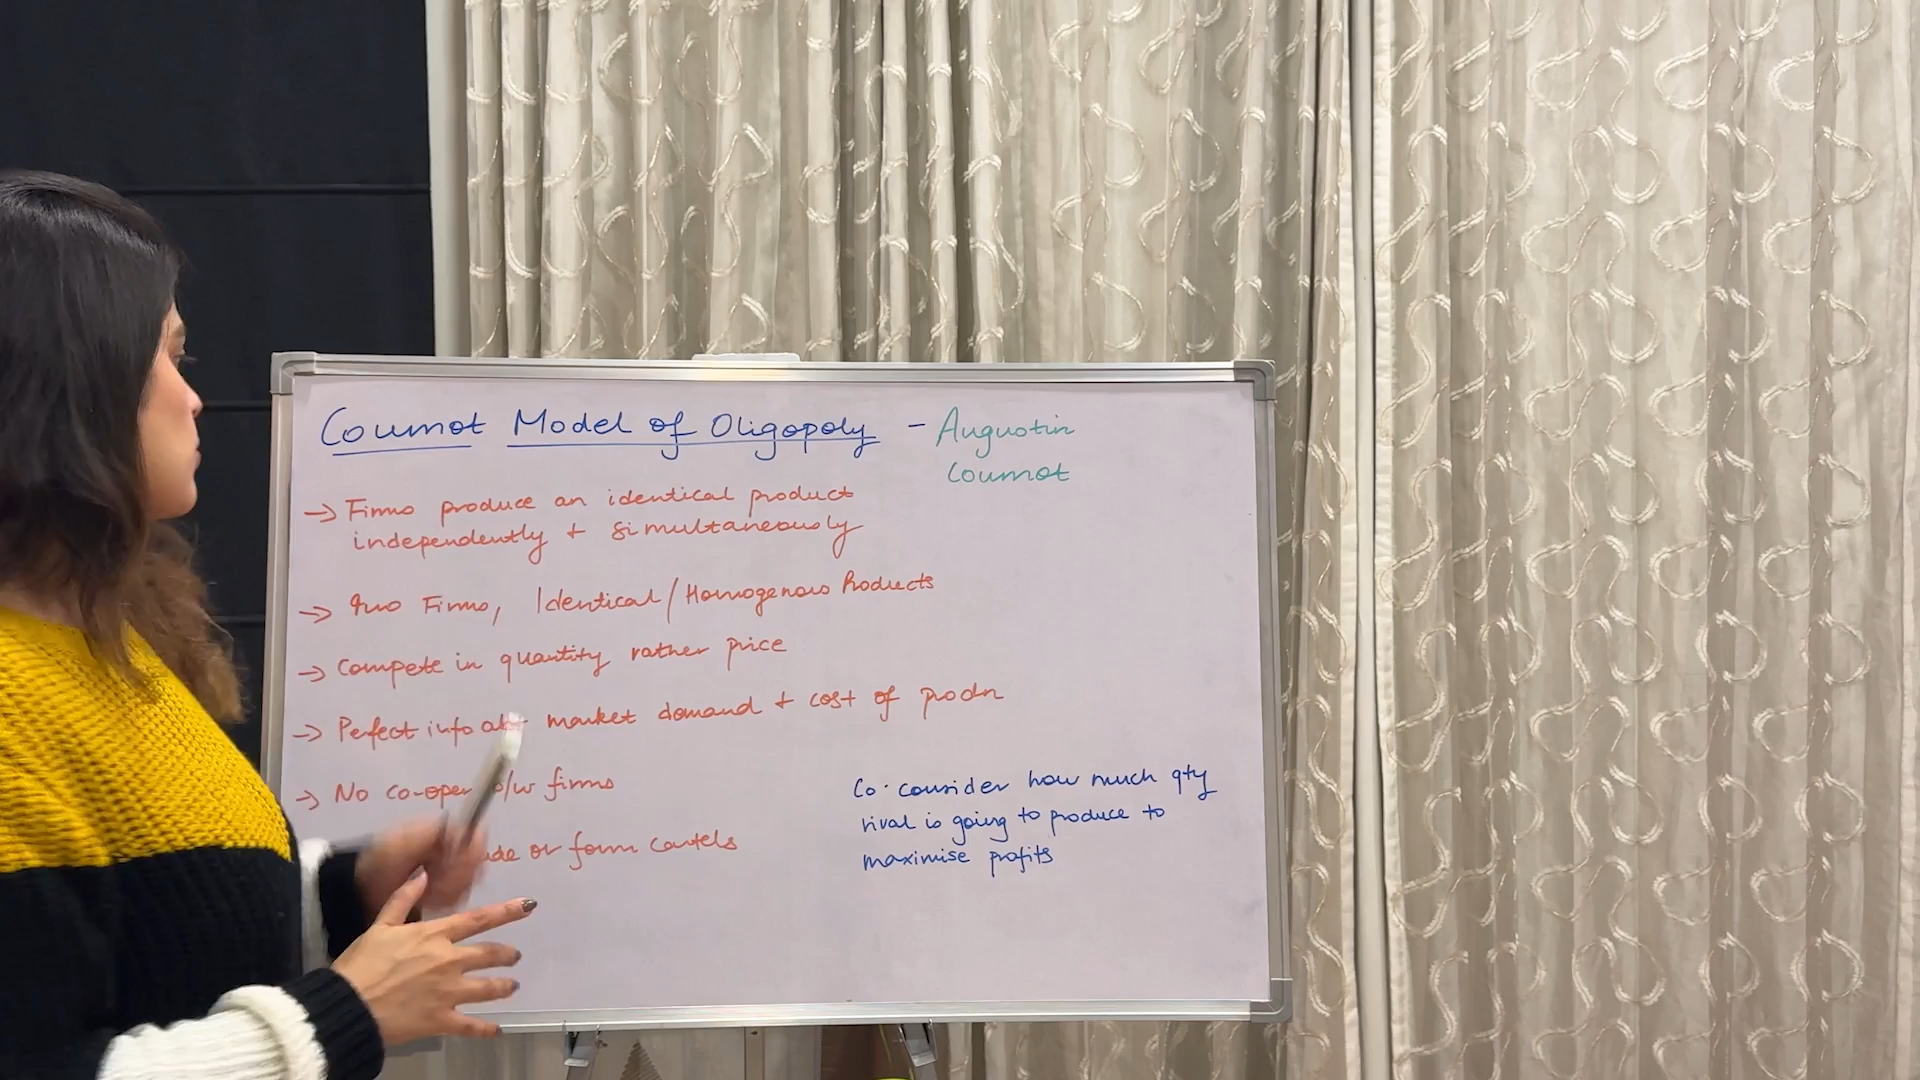 Cournot Model of Oligopoly - Augustin
Cournot
→ Firms produce an identical product
independently + simultaneously
→ Two Firms, Identical/Homogenous Products
→ Compete in quantity rather price
→ Perfect info abt market demand + cost of prodn
→ No co-oper b/w firms
or form cartels
Co. consider how much qty
rival is going to produce to
maximise profits